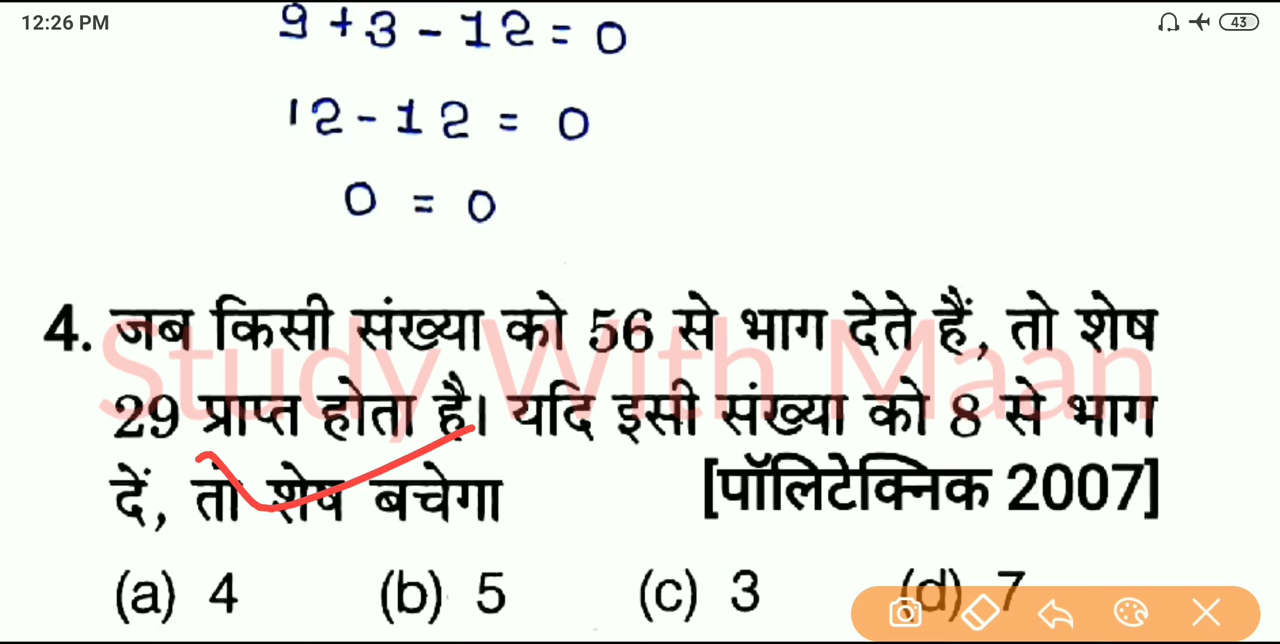 12:26 PM
43
9 + 3 - 12 = 0
12 - 12 = 0
0 = 0
4. जब किसी संख्या को 56 से भाग देते हैं, तो शेष
Study With Maan
29 प्राप्त होता है। यदि इसी संख्या को 8 से भाग
दें, तो शेष बचेगा [पॉलिटेक्निक 2007]
(a) 4 (b) 5 (c) 3 (d) 7